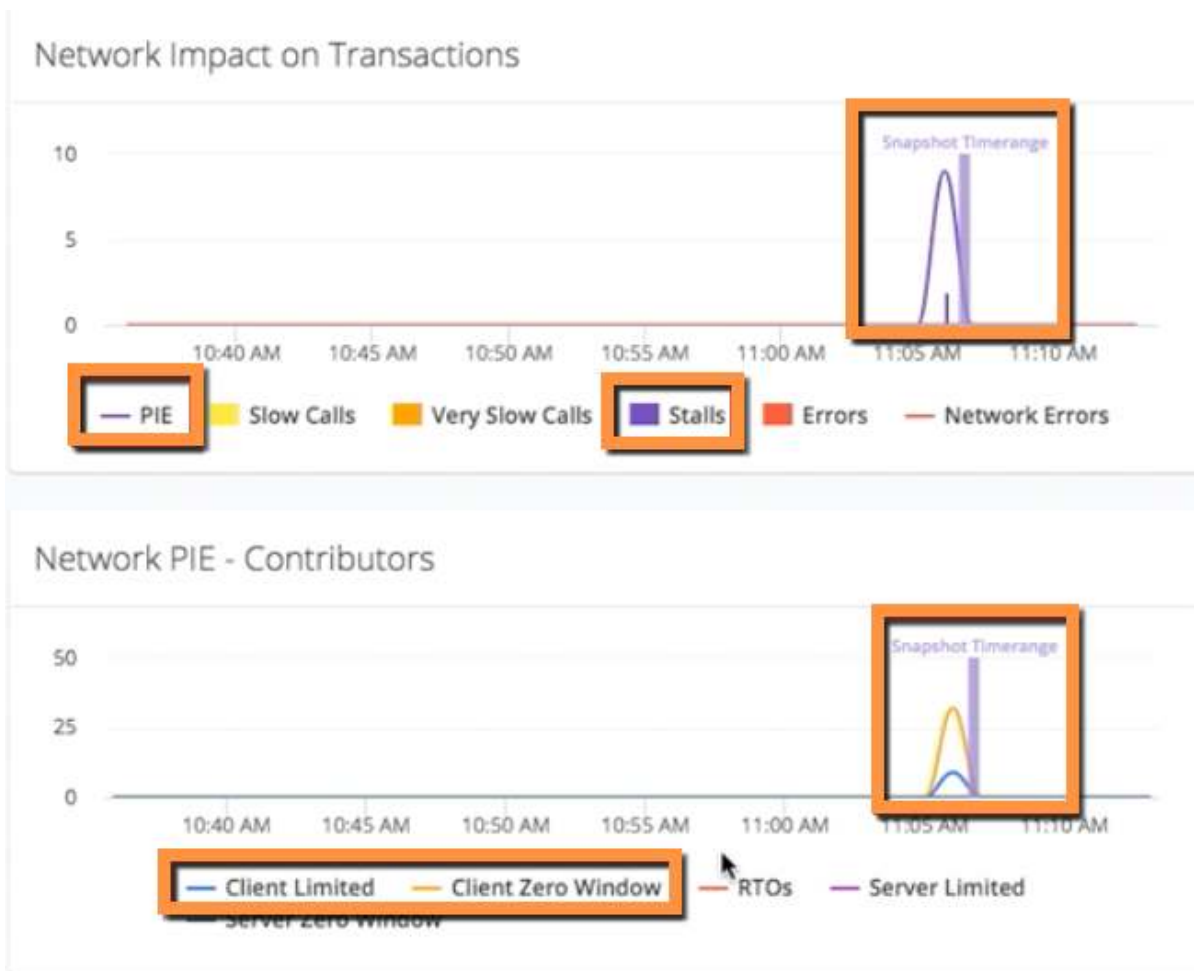 Network Impact on Transactions
Snapshot Timerange
10
5
0
10:40 AM 10:45 AM 10:50 AM 10:55 AM 11:00 AM 11:05 AM 11:10 AM
PIE Slow Calls Very Slow Calls Stalls Errors Network Errors
Network PIE - Contributors
Snapshot Timerange
50
25
0
10:40 AM 10:45 AM 10:50 AM 10:55 AM 11:00 AM 11:05 AM 11:10 AM
Client Limited Client Zero Window RTOs Server Limited
Server Zero Window